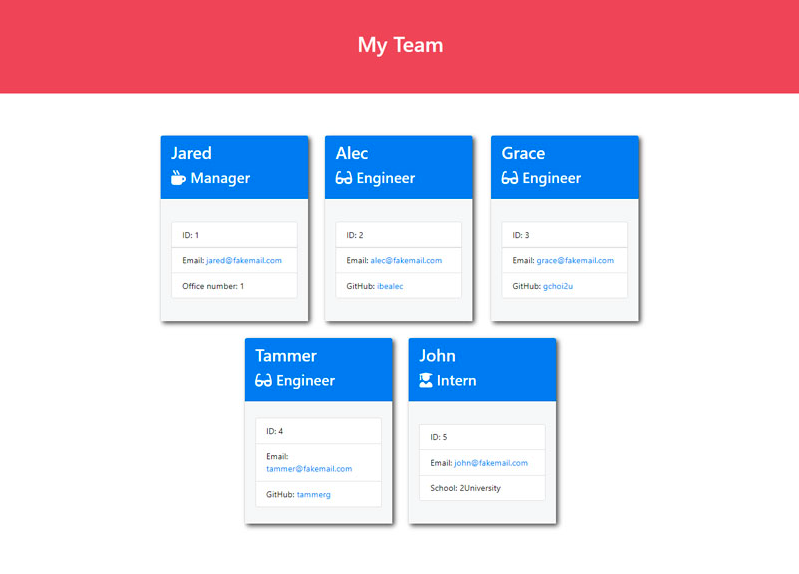 My Team
Jared
Manager
ID: 1
Email: jared@fakemail.com
Office number: 1
Alec
Engineer
ID: 2
Email: alec@fakemail.com
GitHub: ibealec
Grace
Engineer
ID: 3
Email: grace@fakemail.com
GitHub: gchoi2u
Tammer
Engineer
ID: 4
Email:
tammer@fakemail.com
GitHub: tammerg
John
Intern
ID: 5
Email: john@fakemail.com
School: 2University